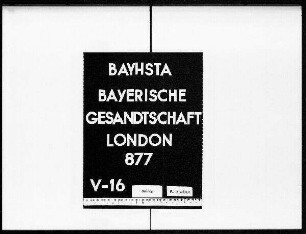 BAYHSTA
BAYERISCHE
GESANDTSCHAFT
LONDON
877
V-16